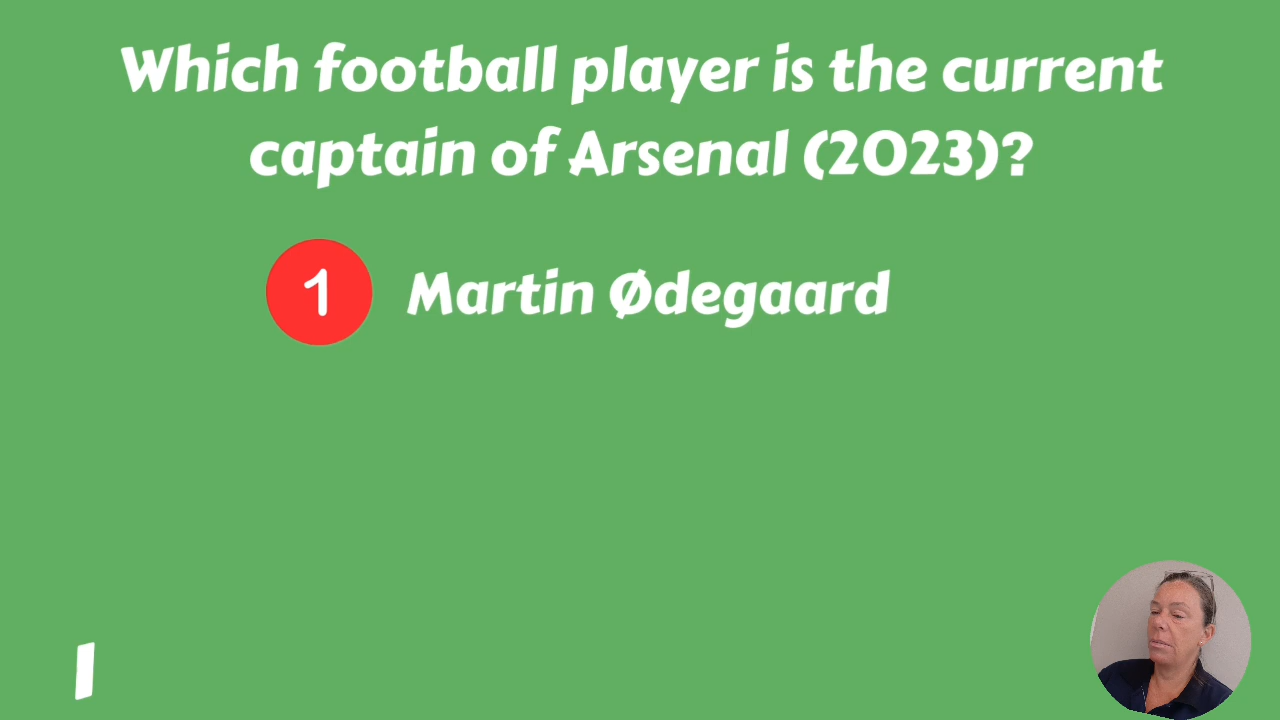 Which football player is the current
captain of Arsenal (2023)?
1 Martin Ødegaard
1